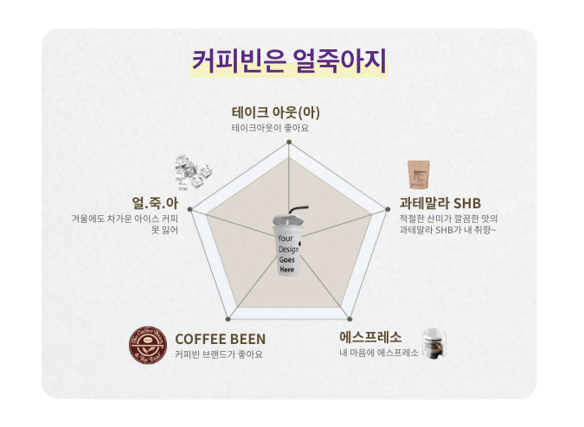 커피빈은 얼죽아지
테이크 아웃(아)
테이크아웃이 좋아요
얼.죽.아
겨울에도 차가운 아이스 커피
못 잃어
과테말라 SHB
적절한 산미가 깔끔한 맛의
과테말라 SHB가 내 취향~
Your
Design
Goes
Here
COFFEE BEEN
커피빈 브랜드가 좋아요
에스프레소
내 마음에 에스프레소